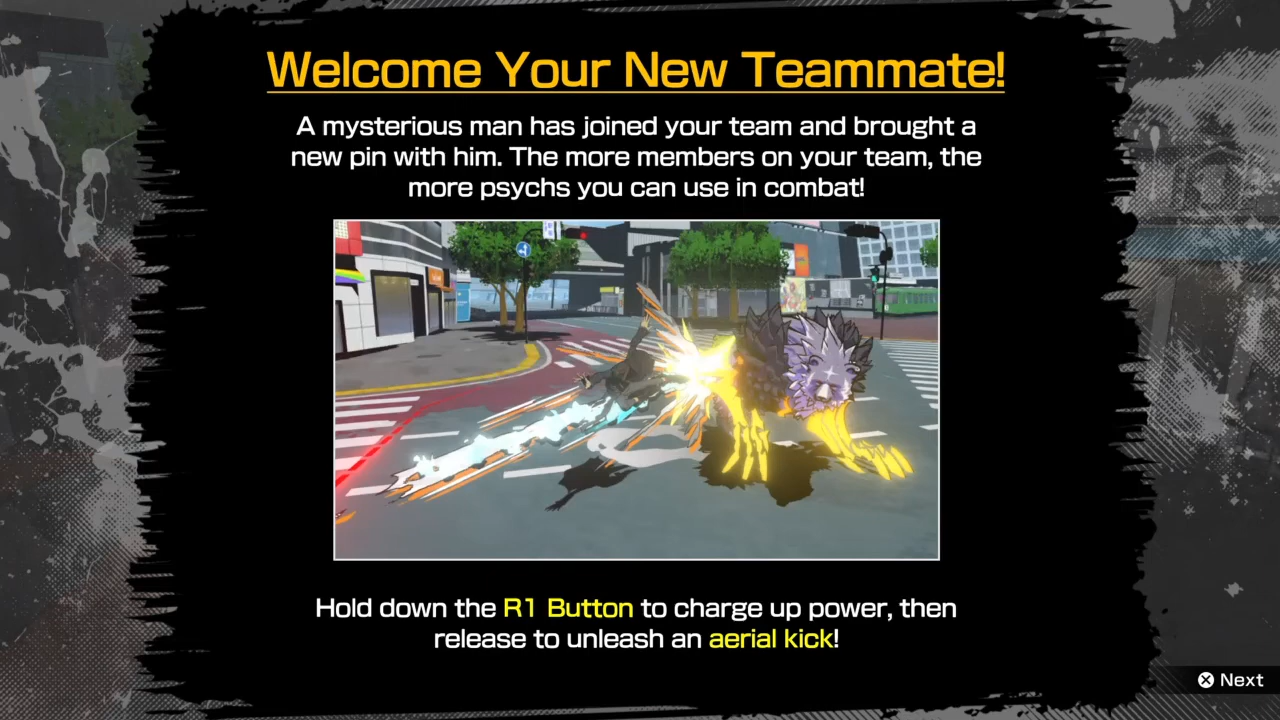 Welcome Your New Teammate!
A mysterious man has joined your team and brought a
new pin with him. The more members on your team, the
more psychs you can use in combat!
Hold down the R1 Button to charge up power, then
release to unleash an aerial kick!
Next